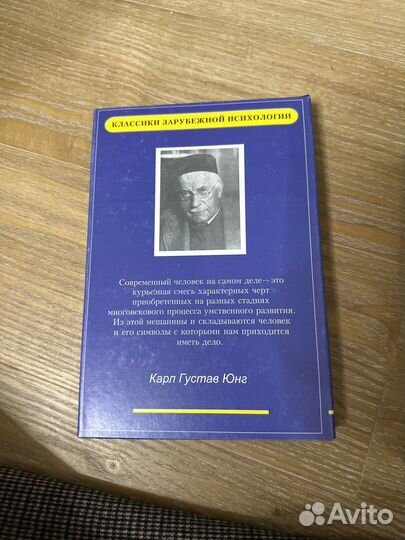 КЛАССИКИ ЗАРУБЕЖНОЙ ПСИХОЛОГИИ
Современный человек на самом деле—это
курьезная смесь характерных черт
приобретенных на разных стадиях
многовекового процесса умственного развития.
Из этой мешанины и складываются человек
и его символы с которыми нам приходится
иметь дело.
Карл Густав Юнг
Avito